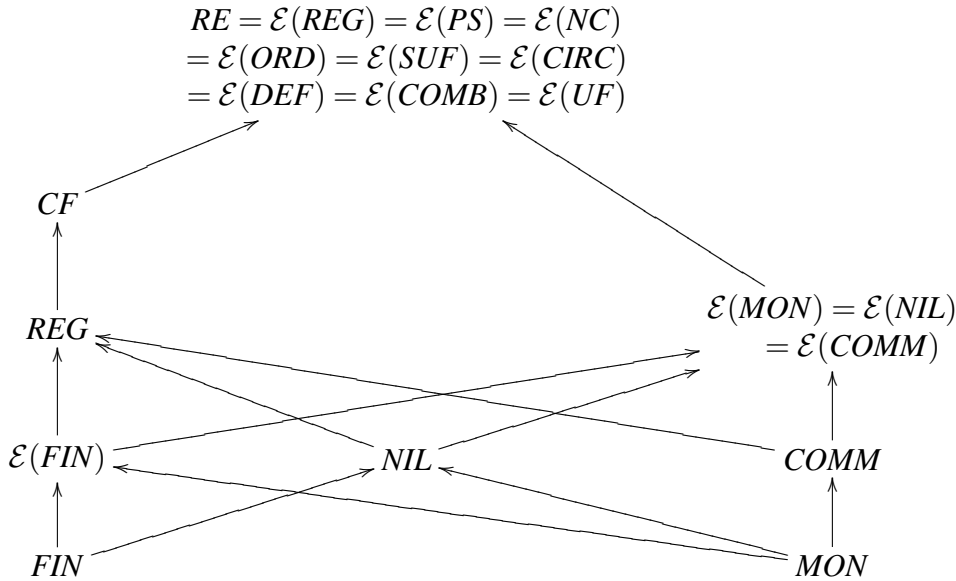 RE = ℰ(REG) = ℰ(PS) = ℰ(NC)
= ℰ(ORD) = ℰ(SUF) = ℰ(CIRC)
= ℰ(DEF) = ℰ(COMB) = ℰ(UF)
CF
REG
ℰ(MON) = ℰ(NIL)
= ℰ(COMM)
ℰ(FIN)
NIL
COMM
FIN
MON